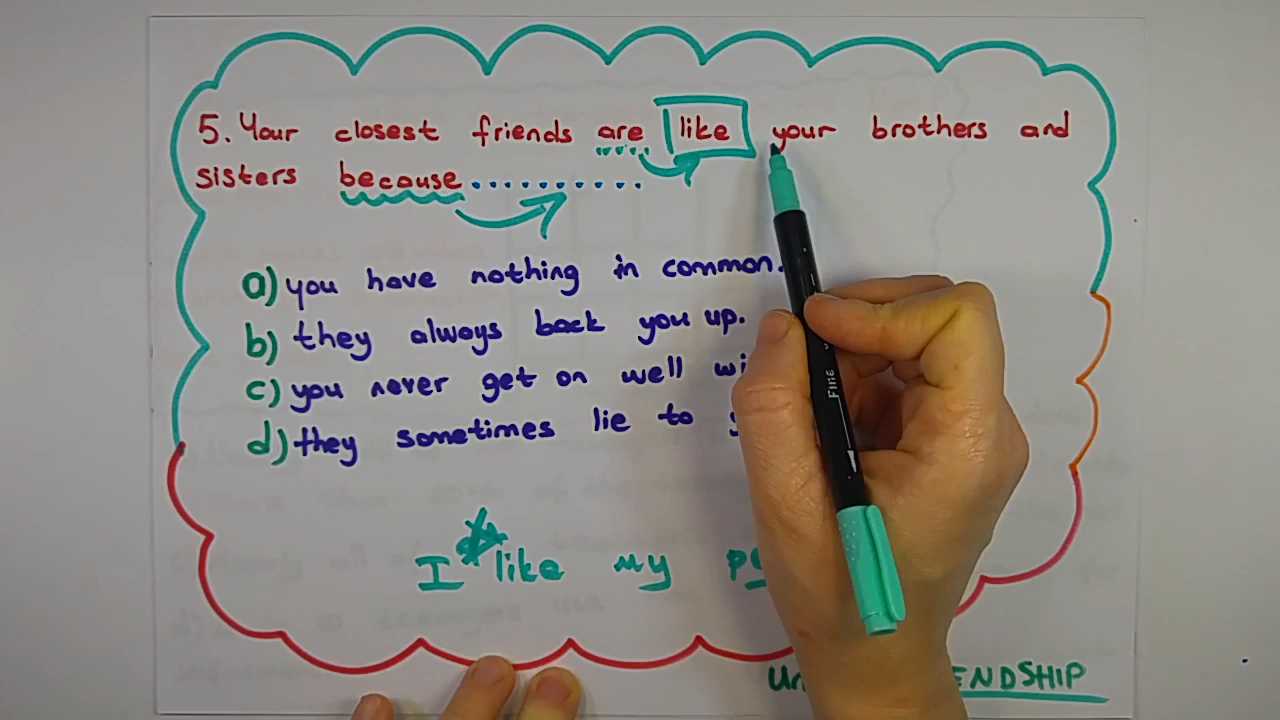 5. Your closest friends are like your brothers and
sisters because..........
a) you have nothing in common.
b) they always back you up.
c) you never get on well
d) they sometimes lie to
I like my
Fine